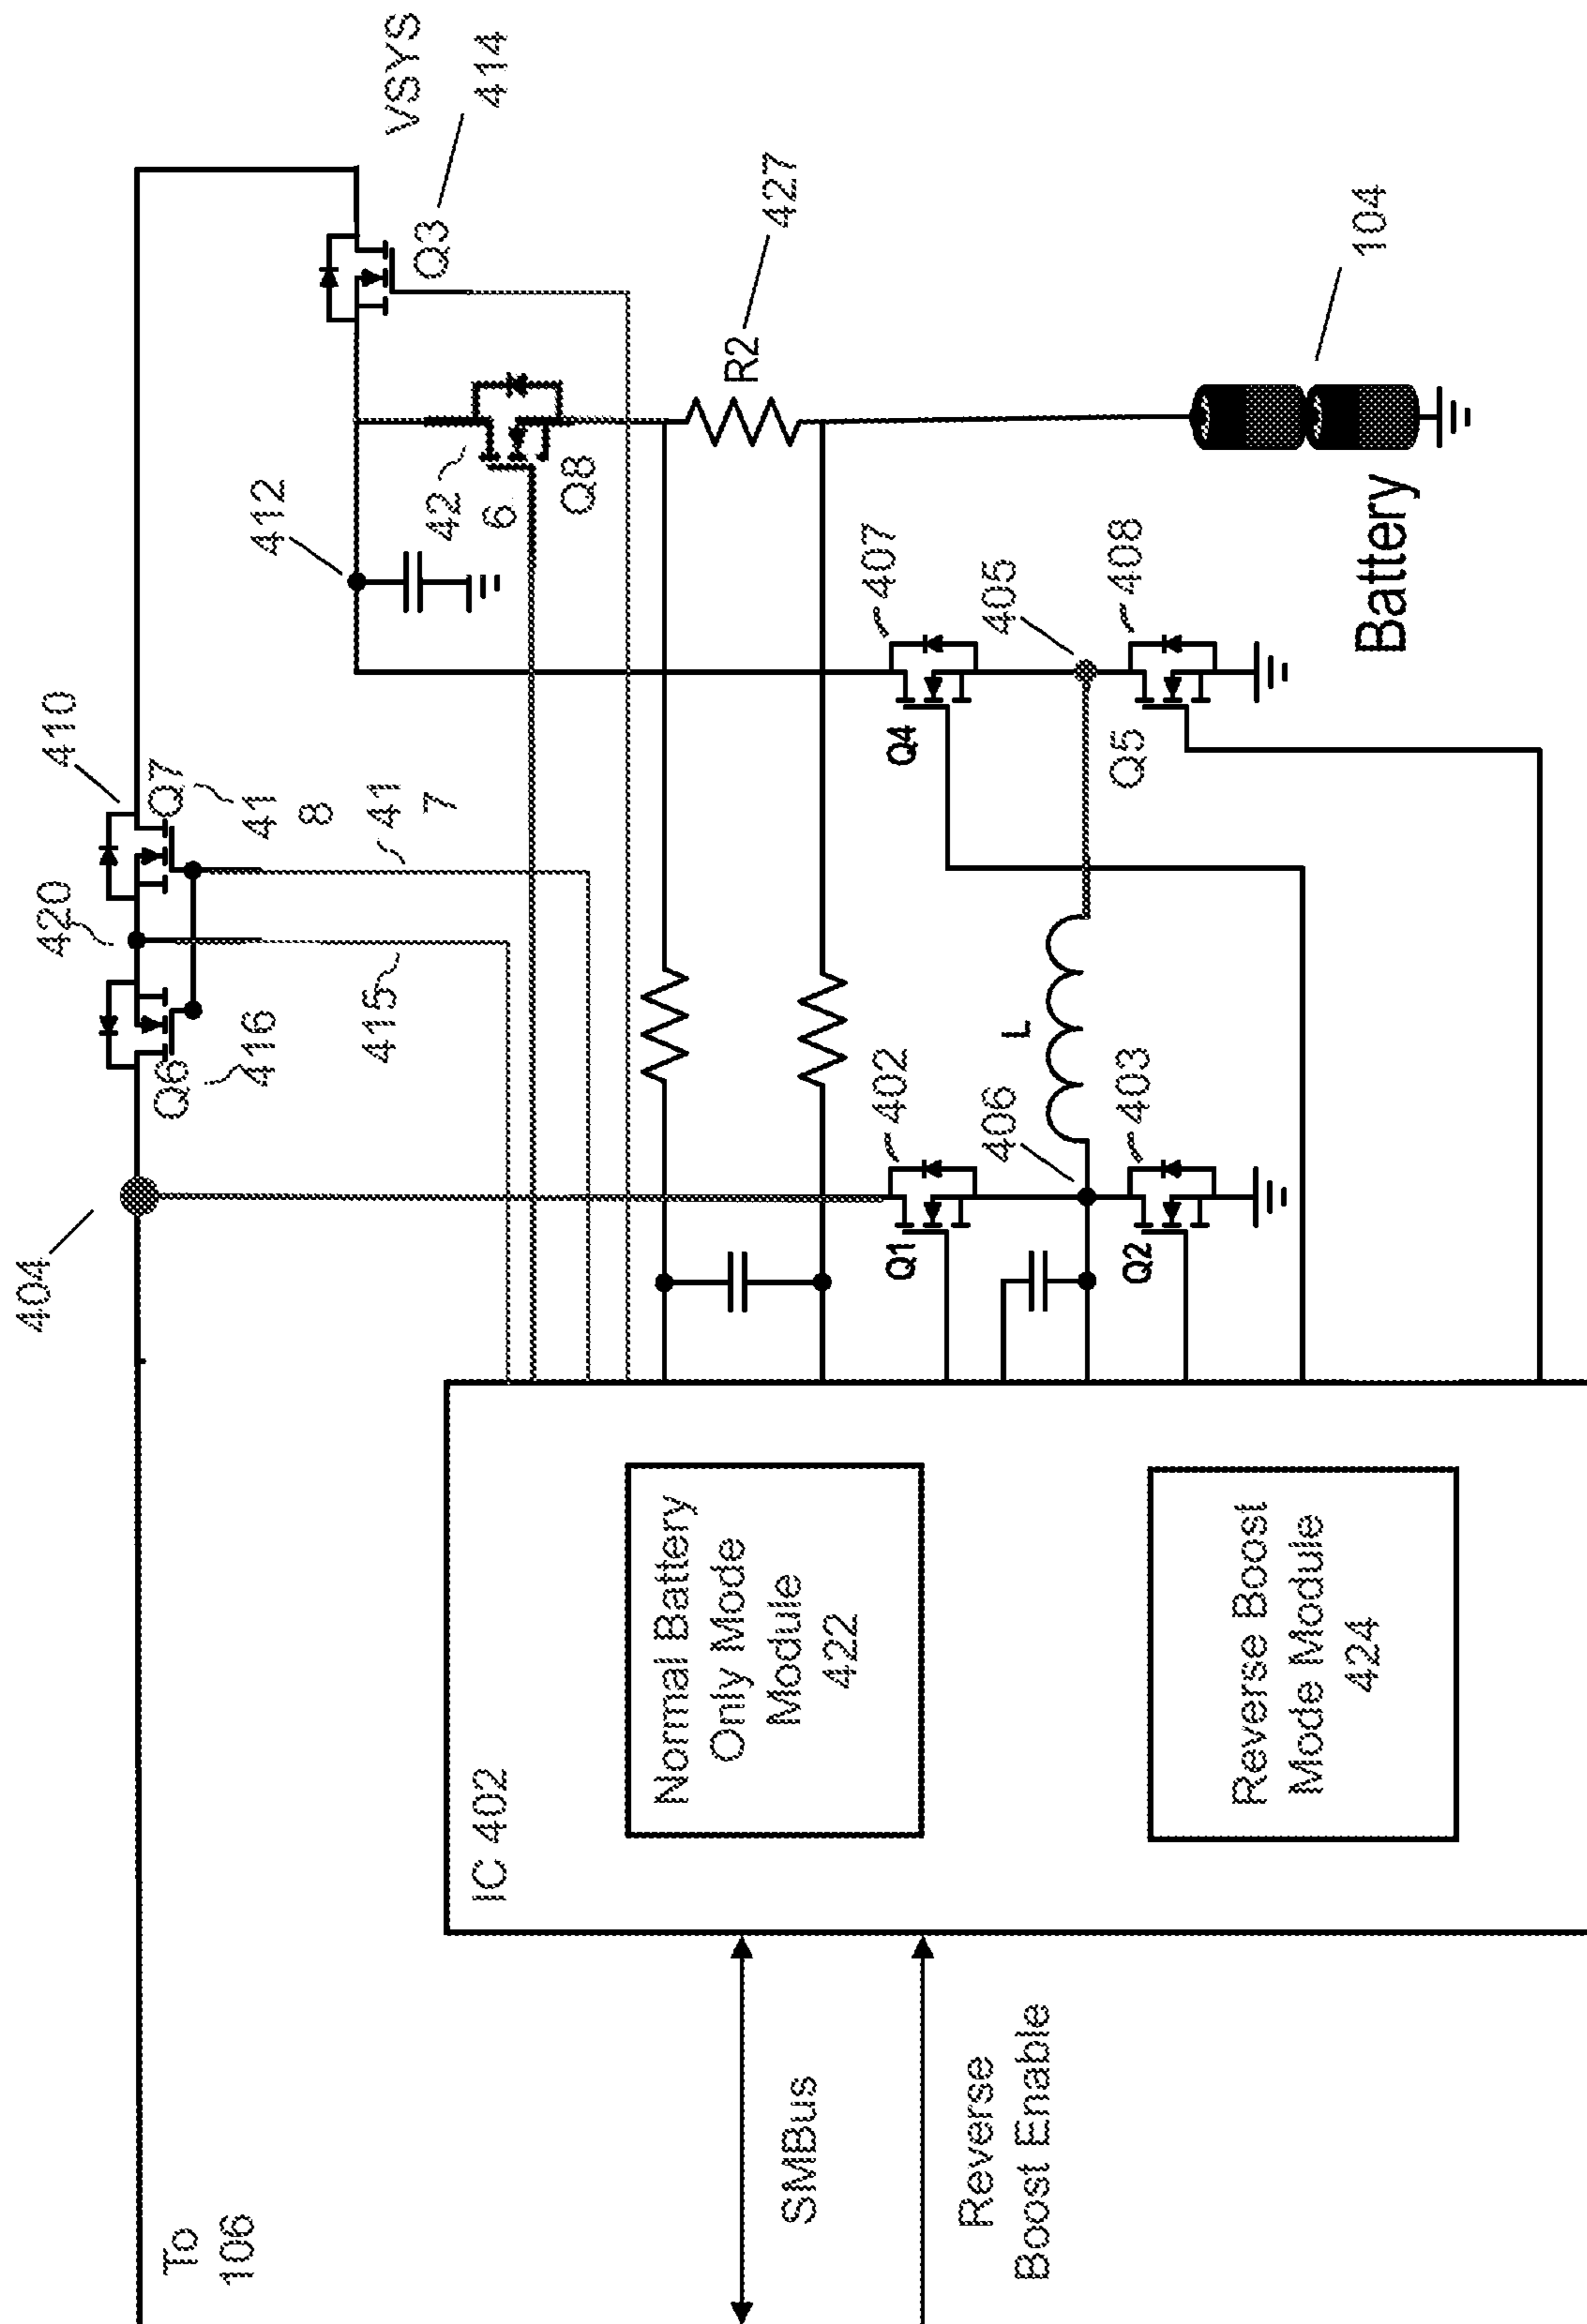 To
106
404
420
410
Q6
416
Q7
41
8
415
41
7
412
VSYS
Q3
414
42
6
Q8
R2
427
IC 402
Normal Battery
Only Mode
Module
422
Reverse Boost
Mode Module
424
SMBus
Reverse
Boost Enable
Q1
402
406
Q2
403
L
Q4
407
405
Q5
408
Battery
104